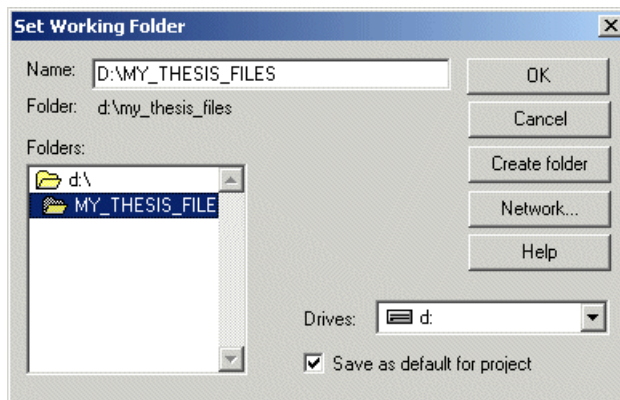 Set Working Folder
Name: D:\MY_THESIS_FILES
OK
Folder: d:\my_thesis_files
Cancel
Folders:
Create folder
d:\
MY_THESIS_FILE
Network...
Help
Drives: d:
Save as default for project